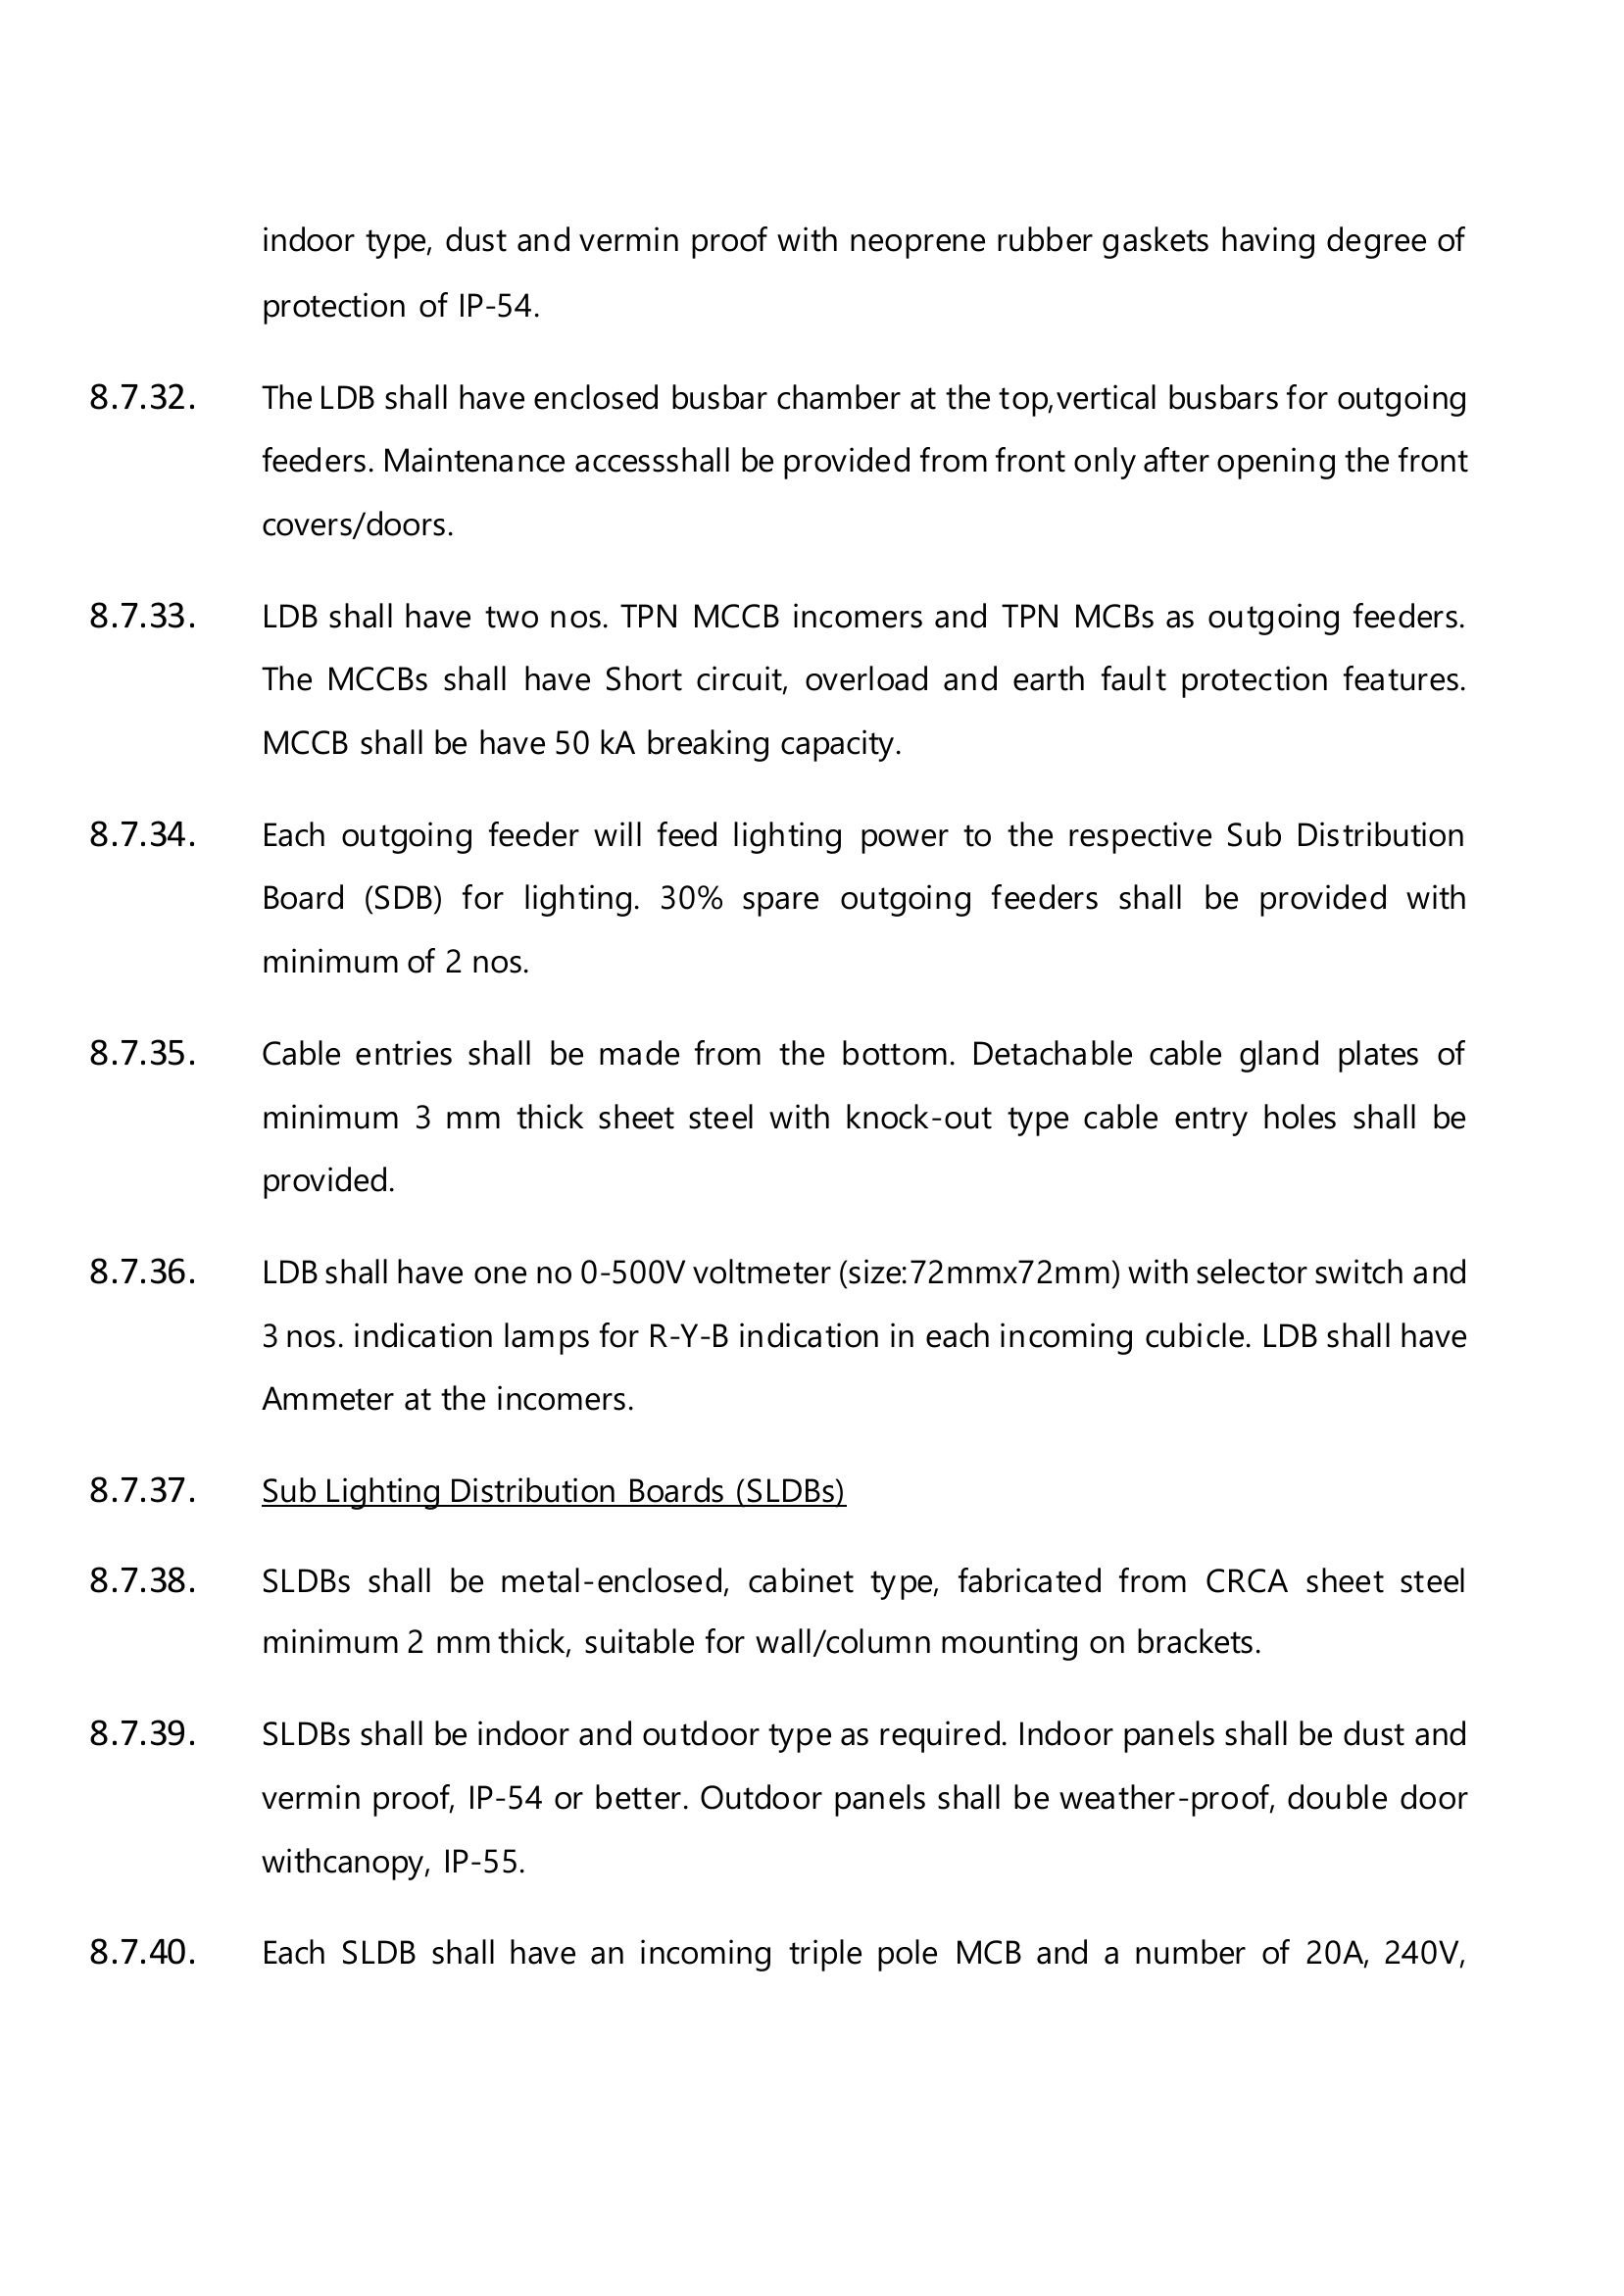 indoor type, dust and vermin proof with neoprene rubber gaskets having degree of
protection of IP-54.
8.7.32. The LDB shall have enclosed busbar chamber at the top,vertical busbars for outgoing
feeders. Maintenance accessshall be provided from front only after opening the front
covers/doors.
8.7.33. LDB shall have two nos. TPN MCCB incomers and TPN MCBs as outgoing feeders.
The MCCBs shall have Short circuit, overload and earth fault protection features.
MCCB shall be have 50 kA breaking capacity.
8.7.34. Each outgoing feeder will feed lighting power to the respective Sub Distribution
Board (SDB) for lighting. 30% spare outgoing feeders shall be provided with
minimum of 2 nos.
8.7.35. Cable entries shall be made from the bottom. Detachable cable gland plates of
minimum 3 mm thick sheet steel with knock-out type cable entry holes shall be
provided.
8.7.36. LDB shall have one no 0-500V voltmeter (size:72mmx72mm) with selector switch and
3 nos. indication lamps for R-Y-B indication in each incoming cubicle. LDB shall have
Ammeter at the incomers.
8.7.37. Sub Lighting Distribution Boards (SLDBs)
8.7.38. SLDBs shall be metal-enclosed, cabinet type, fabricated from CRCA sheet steel
minimum 2 mm thick, suitable for wall/column mounting on brackets.
8.7.39. SLDBs shall be indoor and outdoor type as required. Indoor panels shall be dust and
vermin proof, IP-54 or better. Outdoor panels shall be weather-proof, double door
withcanopy, IP-55.
8.7.40. Each SLDB shall have an incoming triple pole MCB and a number of 20A, 240V,